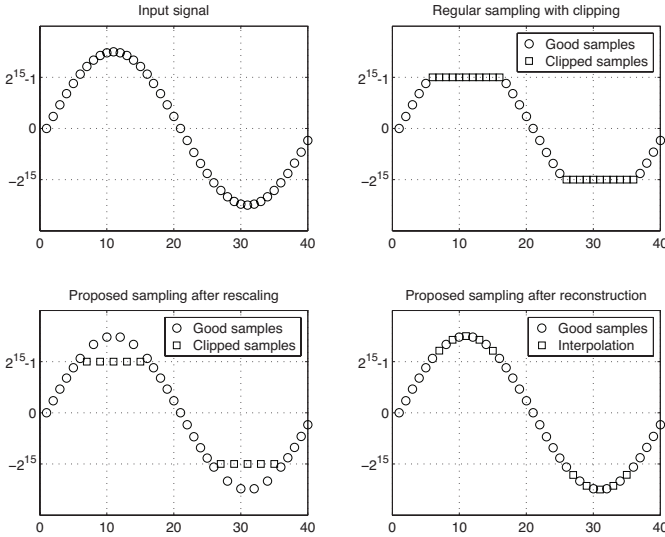 Input signal
2^15-1
0
−2^15
0 10 20 30 40
Regular sampling with clipping
Good samples
Clipped samples
2^15-1
0
−2^15
0 10 20 30 40
Proposed sampling after rescaling
Good samples
Clipped samples
2^15-1
0
−2^15
0 10 20 30 40
Proposed sampling after reconstruction
Good samples
Interpolation
2^15-1
0
−2^15
0 10 20 30 40